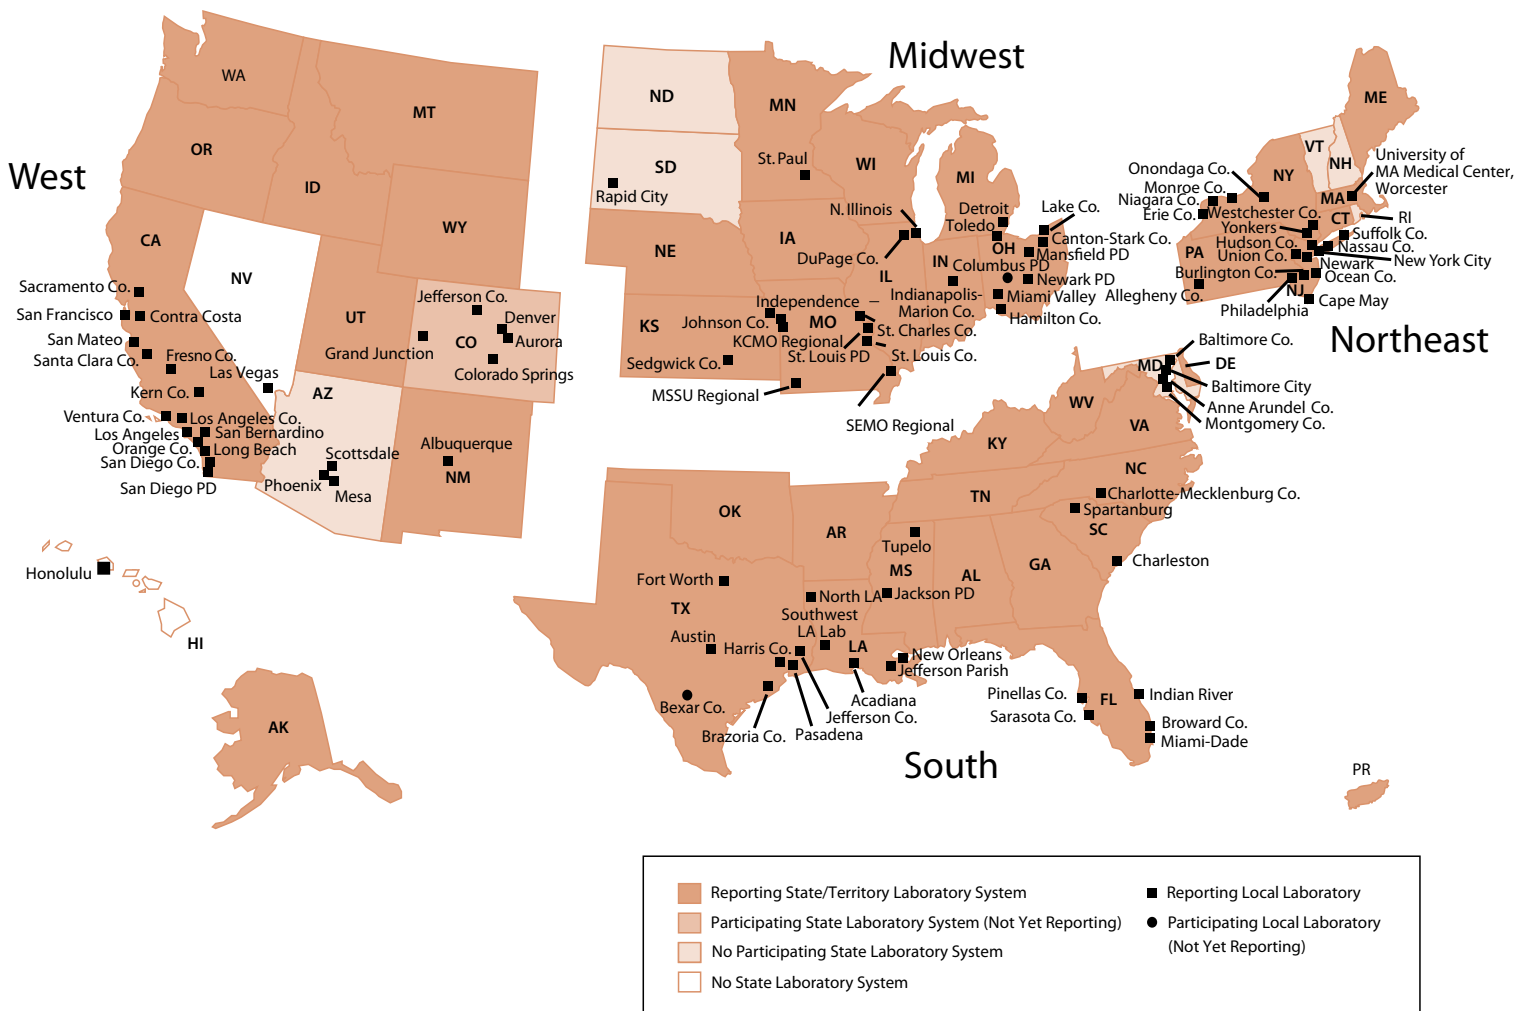 Midwest
West
Northeast
South
WA
MT
OR
ID
WY
CA
NV
UT
CO
AZ
NM
HI
AK
Sacramento Co.
San Francisco
Contra Costa
San Mateo
Santa Clara Co.
Fresno Co.
Las Vegas
Kern Co.
Ventura Co.
Los Angeles Co.
Los Angeles
San Bernardino
Orange Co.
Long Beach
San Diego Co.
San Diego PD
Jefferson Co.
Denver
Aurora
Grand Junction
Colorado Springs
Scottsdale
Phoenix
Mesa
Albuquerque
Honolulu
ND
SD
MN
WI
MI
NE
IA
IL
IN
OH
KS
MO
Rapid City
St. Paul
N. Illinois
DuPage Co.
Detroit
Toledo
Lake Co.
Canton-Stark Co.
Mansfield PD
Columbus PD
Newark PD
Miami Valley
Hamilton Co.
Indianapolis-
Marion Co.
Independence
Johnson Co.
KCMO Regional
St. Charles Co.
St. Louis PD
St. Louis Co.
Sedgwick Co.
MSSU Regional
SEMO Regional
ME
VT
NH
NY
MA
CT
RI
PA
NJ
University of
MA Medical Center,
Worcester
Onondaga Co.
Monroe Co.
Niagara Co.
Erie Co.
Westchester Co.
Yonkers
Hudson Co.
Union Co.
Burlington Co.
Allegheny Co.
Philadelphia
Suffolk Co.
Nassau Co.
New York City
Newark
Ocean Co.
Cape May
MD
DE
WV
VA
KY
NC
TN
SC
OK
AR
MS
AL
GA
TX
LA
FL
PR
Baltimore Co.
Baltimore City
Anne Arundel Co.
Montgomery Co.
Charlotte-Mecklenburg Co.
Spartanburg
Charleston
Tupelo
Jackson PD
Fort Worth
North LA
Southwest
LA Lab
Austin
Harris Co.
Bexar Co.
Brazoria Co.
Pasadena
Jefferson Co.
Acadiana
New Orleans
Jefferson Parish
Pinellas Co.
Sarasota Co.
Indian River
Broward Co.
Miami-Dade
Reporting State/Territory Laboratory System
Participating State Laboratory System (Not Yet Reporting)
No Participating State Laboratory System
No State Laboratory System
Reporting Local Laboratory
Participating Local Laboratory
(Not Yet Reporting)